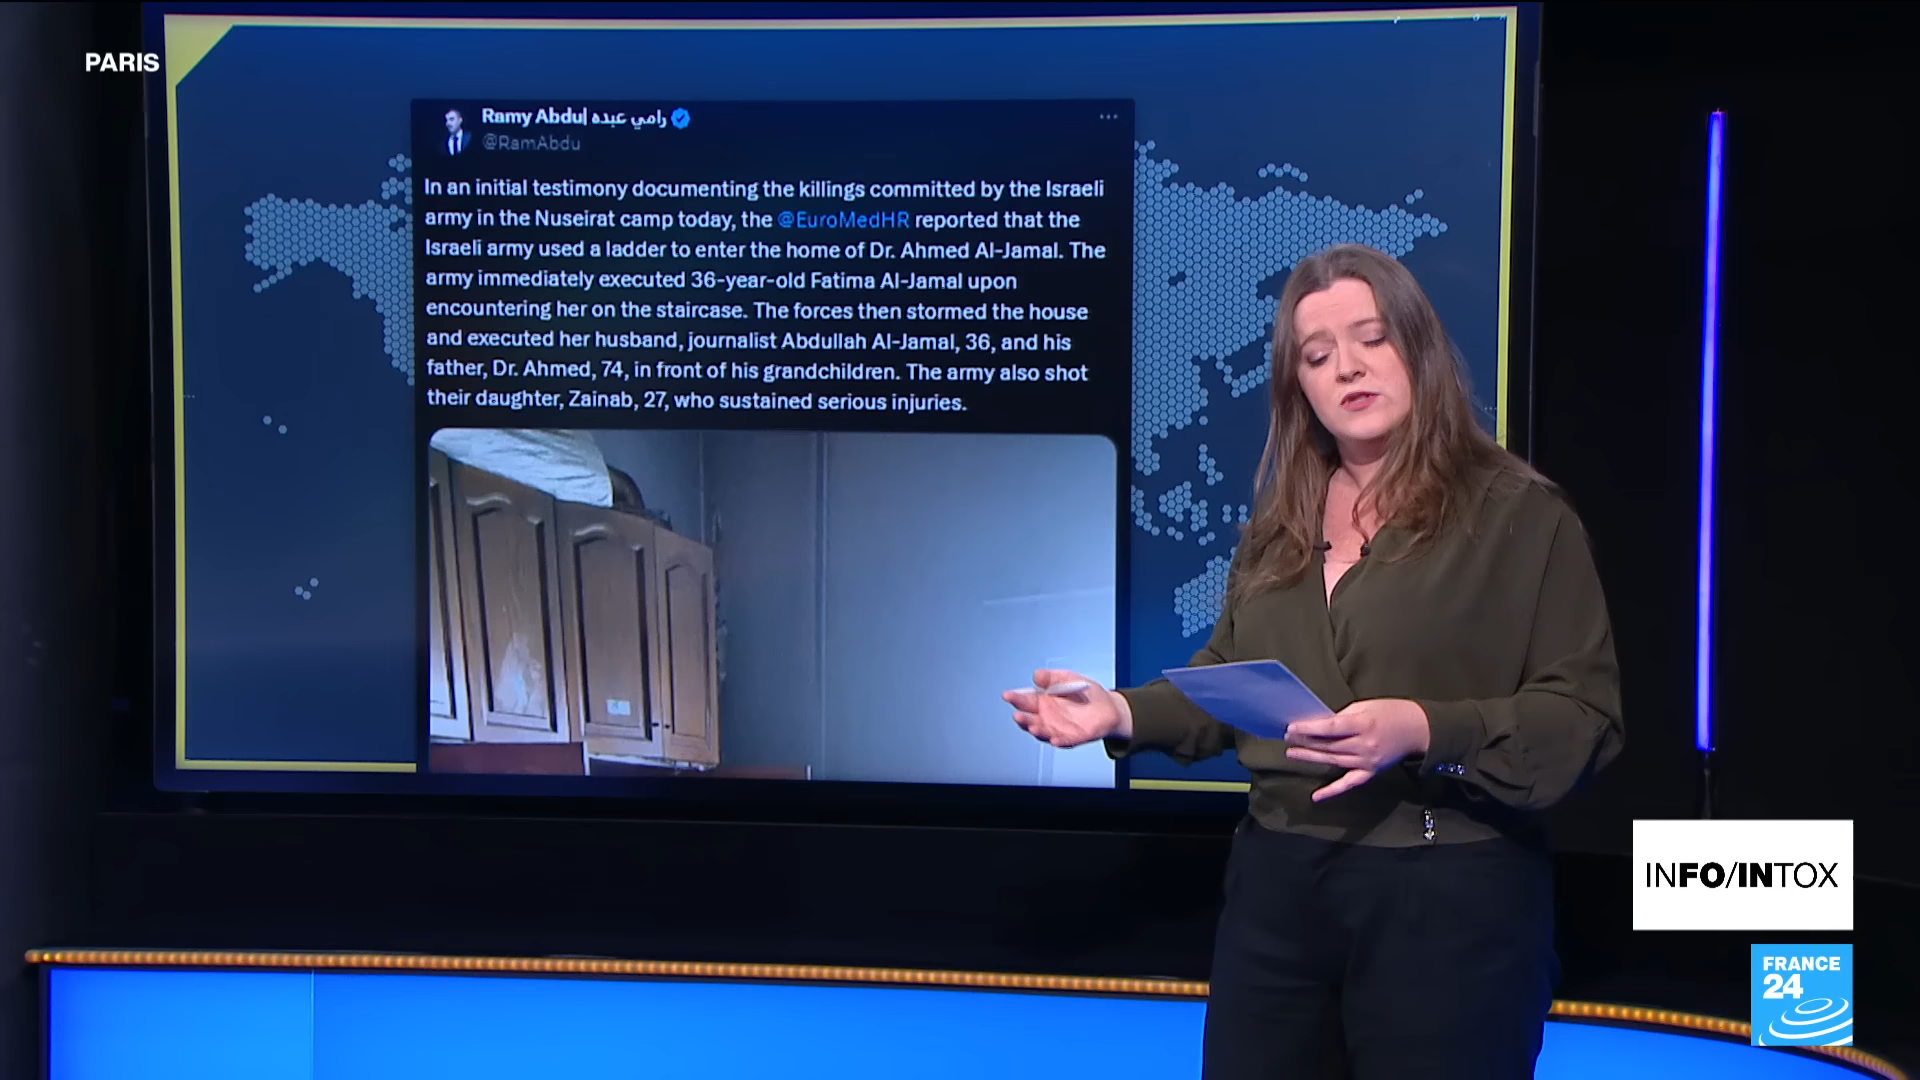 PARIS
Ramy Abdu| رامي عبده
@RamAbdu
In an initial testimony documenting the killings committed by the Israeli
army in the Nuseirat camp today, the @EuroMedHR reported that the
Israeli army used a ladder to enter the home of Dr. Ahmed Al-Jamal. The
army immediately executed 36-year-old Fatima Al-Jamal upon
encountering her on the staircase. The forces then stormed the house
and executed her husband, journalist Abdullah Al-Jamal, 36, and his
father, Dr. Ahmed, 74, in front of his grandchildren. The army also shot
their daughter, Zainab, 27, who sustained serious injuries.
INFO/INTOX
FRANCE
24